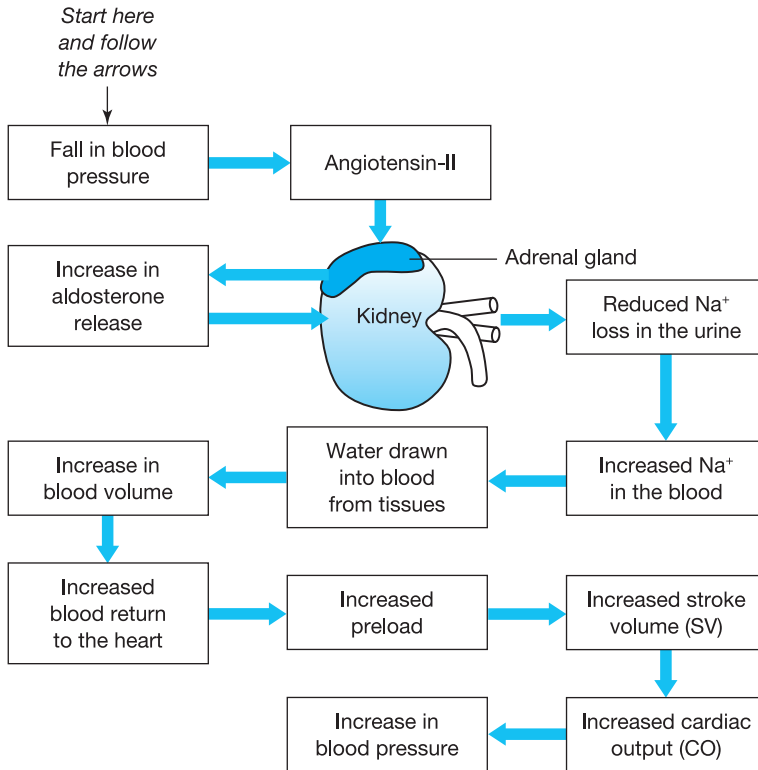 Start here
and follow
the arrows
Fall in blood
pressure
Angiotensin-II
Adrenal gland
Increase in
aldosterone
release
Kidney
Reduced Na⁺
loss in the urine
Increased Na⁺
in the blood
Water drawn
into blood
from tissues
Increase in
blood volume
Increased
blood return
to the heart
Increased
preload
Increased stroke
volume (SV)
Increased cardiac
output (CO)
Increase in
blood pressure